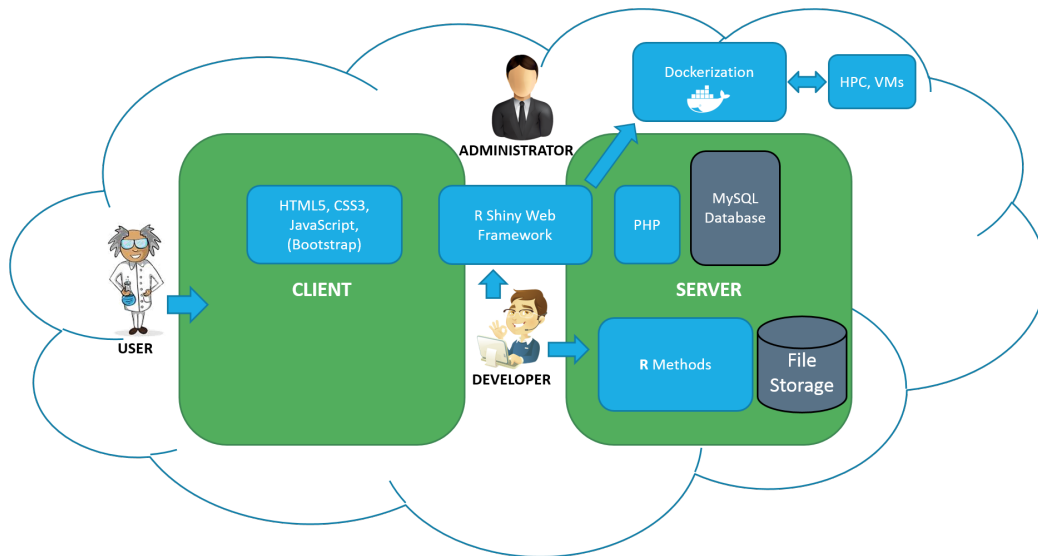 Dockerization
HPC, VMs
ADMINISTRATOR
HTML5, CSS3,
JavaScript,
(Bootstrap)
R Shiny Web
Framework
PHP
MySQL
Database
CLIENT
SERVER
USER
DEVELOPER
R Methods
File
Storage